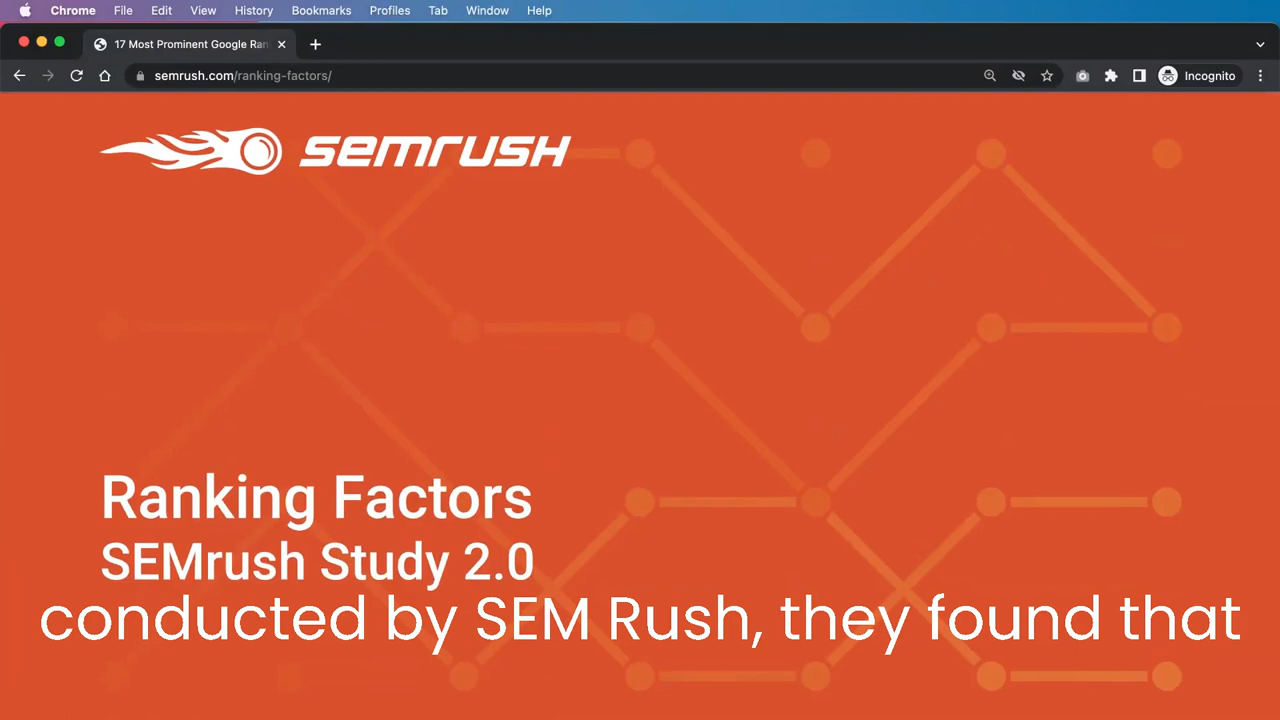 Chrome File Edit View History Bookmarks Profiles Tab Window Help
17 Most Prominent Google Ran
semrush.com/ranking-factors/ Incognito
semrush
Ranking Factors
SEMrush Study 2.0
conducted by SEM Rush, they found that